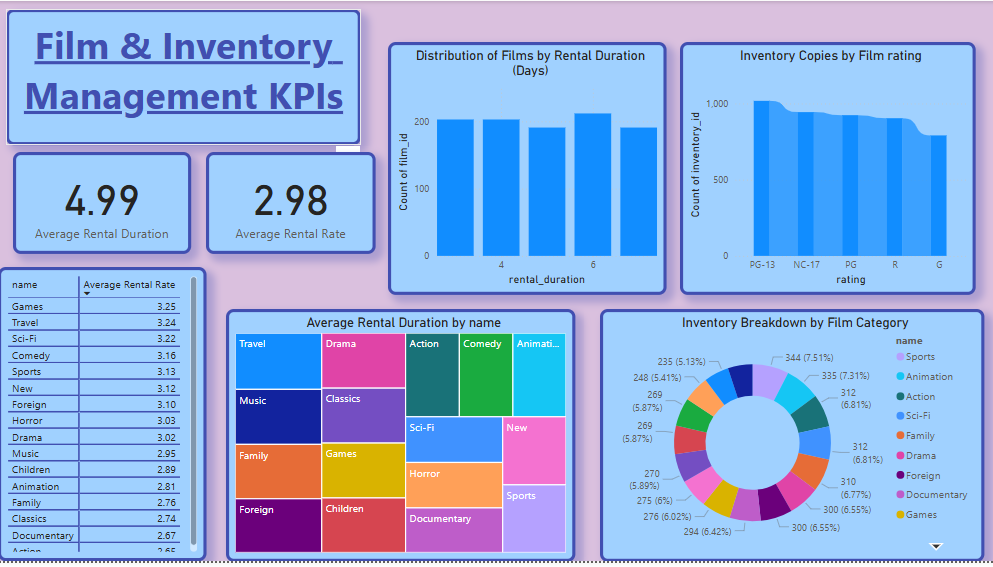 Film & Inventory
Management KPIs
4.99
Average Rental Duration
2.98
Average Rental Rate
Distribution of Films by Rental Duration
(Days)
Count of film_id
200
100
0
4
6
rental_duration
Inventory Copies by Film rating
Count of inventory_id
1,000
500
0
PG-13 NC-17 PG R G
rating
name Average Rental Rate
Games 3.25
Travel 3.24
Sci-Fi 3.22
Comedy 3.16
Sports 3.13
New 3.12
Foreign 3.10
Horror 3.03
Drama 3.02
Music 2.95
Children 2.89
Animation 2.81
Family 2.76
Classics 2.74
Documentary 2.67
Action 2.65
Average Rental Duration by name
Travel
Music
Family
Foreign
Drama
Classics
Games
Children
Action
Comedy
Animati...
Sci-Fi
Horror
Documentary
New
Sports
Inventory Breakdown by Film Category
344 (7.51%)
335 (7.31%)
312
(6.81%)
312
(6.81%)
310
(6.77%)
300 (6.55%)
300 (6.55%)
294 (6.42%)
276 (6.02%)
275 (6%)
270
(5.89%)
269
(5.87%)
269
(5.87%)
248 (5.41%)
235 (5.13%)
name
Sports
Animation
Action
Sci-Fi
Family
Drama
Foreign
Documentary
Games